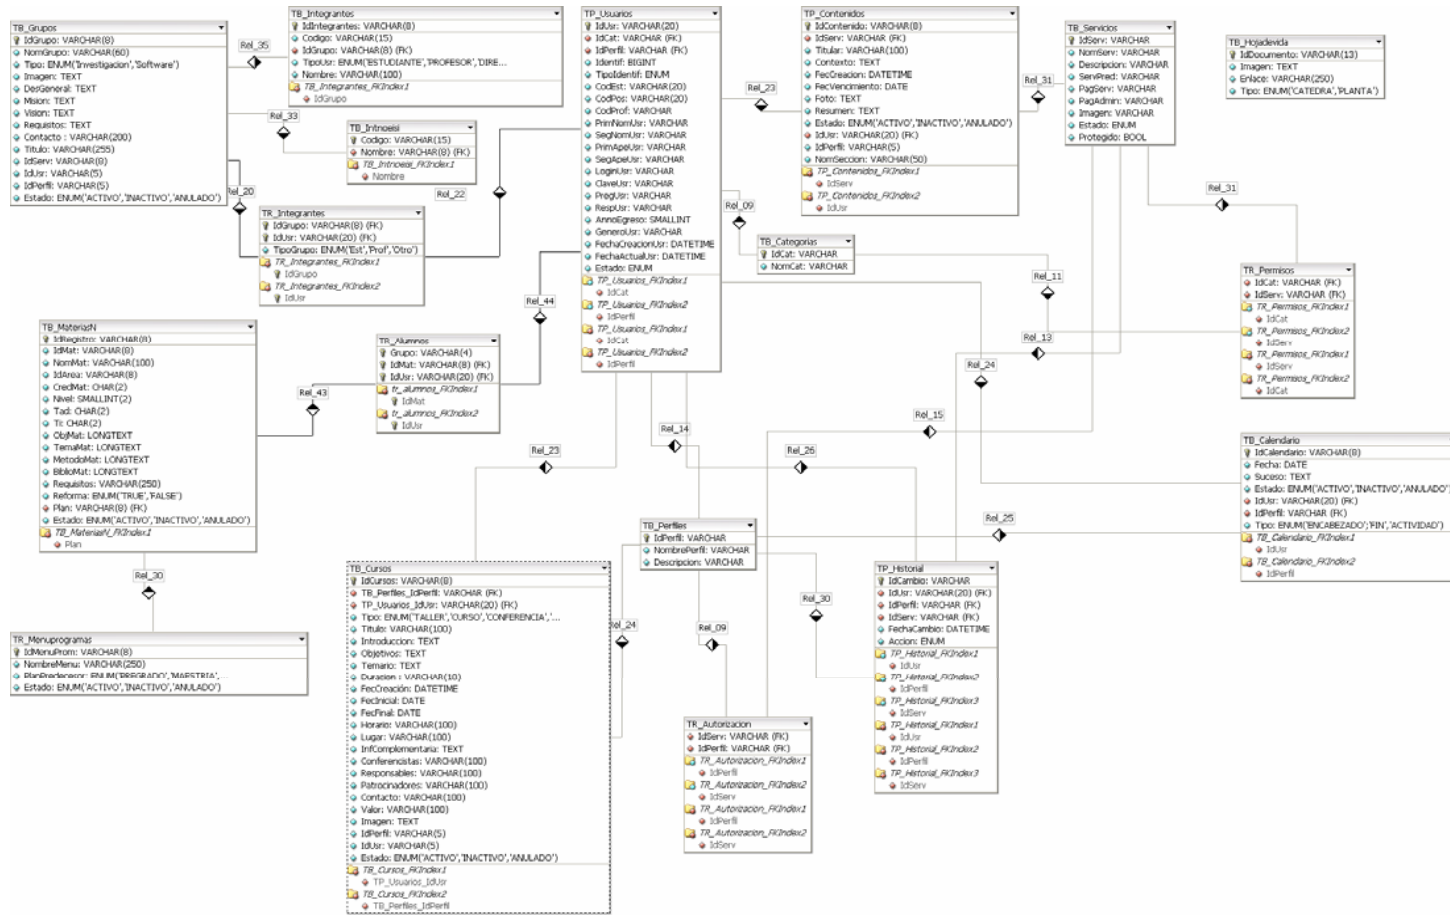 TB_Grupos
IdGrupo: VARCHAR(8)
NomGrupo: VARCHAR(60)
Tipo: ENUM('Investigacion','Software')
Imagen: TEXT
DesGeneral: TEXT
Mision: TEXT
Vision: TEXT
Requistos: TEXT
Contacto : VARCHAR(200)
Titulo: VARCHAR(255)
IdServ: VARCHAR(8)
IdUsr: VARCHAR(5)
IdPerfil: VARCHAR(5)
Estado: ENUM('ACTIVO','INACTIVO','ANULADO')
Rel_35
Rel_33
Rel_20
TB_Integrantes
IdIntegrantes: VARCHAR(8)
Codigo: VARCHAR(15)
IdGrupo: VARCHAR(8) (FK)
TipoUsr: ENUM('ESTUDIANTE','PROFESOR','DIRE...
Nombre: VARCHAR(100)
TB_Integrantes_FKIndex1
IdGrupo
TB_Intnoeisi
Codigo: VARCHAR(15)
Nombre: VARCHAR(8) (FK)
TB_Intnoeisi_FKIndex1
Nombre
Rel_22
TR_Integrantes
IdGrupo: VARCHAR(8) (FK)
IdUsr: VARCHAR(20) (FK)
TipoGrupo: ENUM('Est','Prof','Otro')
TR_Integrantes_FKIndex1
IdGrupo
TR_Integrantes_FKIndex2
IdUsr
TP_Usuarios
IdUsr: VARCHAR(20)
IdCat: VARCHAR (FK)
IdPerfil: VARCHAR (FK)
Identif: BIGINT
TipoIdentif: ENUM
CodEst: VARCHAR(20)
CodPos: VARCHAR(20)
CodProf: VARCHAR
PrimNomUsr: VARCHAR
SegNomUsr: VARCHAR
PrimApeUsr: VARCHAR
SegApeUsr: VARCHAR
LoginUsr: VARCHAR
ClaveUsr: VARCHAR
PregUsr: VARCHAR
RespUsr: VARCHAR
AnnoEgreso: SMALLINT
GeneroUsr: VARCHAR
FechaCreacionUsr: DATETIME
FechaActualUsr: DATETIME
Estado: ENUM
TP_Usuarios_FKIndex1
IdCat
TP_Usuarios_FKIndex2
IdPerfil
TP_Usuarios_FKIndex1
IdCat
TP_Usuarios_FKIndex2
IdPerfil
Rel_23
Rel_09
TP_Contenidos
IdContenido: VARCHAR(8)
IdServ: VARCHAR (FK)
Titular: VARCHAR(100)
Contexto: TEXT
FecCreacion: DATETIME
FecVencimiento: DATE
Foto: TEXT
Resumen: TEXT
Estado: ENUM('ACTIVO','INACTIVO','ANULADO')
IdUsr: VARCHAR(20) (FK)
IdPerfil: VARCHAR(5)
NomSeccion: VARCHAR(50)
TP_Contenidos_FKIndex1
IdServ
TP_Contenidos_FKIndex2
IdUsr
Rel_31
TB_Servicios
IdServ: VARCHAR
NomServ: VARCHAR
Descripcion: VARCHAR
ServPred: VARCHAR
PagServ: VARCHAR
PagAdmin: VARCHAR
Imagen: VARCHAR
Estado: ENUM
Protegido: BOOL
TB_Hojadevida
IdDocumento: VARCHAR(13)
Imagen: TEXT
Enlace: VARCHAR(250)
Tipo: ENUM('CATEDRA','PLANTA')
Rel_31
TB_Categorias
IdCat: VARCHAR
NomCat: VARCHAR
Rel_11
TR_Permisos
IdCat: VARCHAR (FK)
IdServ: VARCHAR (FK)
TR_Permisos_FKIndex1
IdCat
TR_Permisos_FKIndex2
IdServ
TR_Permisos_FKIndex1
IdServ
TR_Permisos_FKIndex2
IdCat
Rel_44
Rel_13
Rel_24
TB_MateriasN
IdRegistro: VARCHAR(8)
IdMat: VARCHAR(8)
NomMat: VARCHAR(100)
IdArea: VARCHAR(8)
CredMat: CHAR(2)
Nivel: SMALLINT(2)
Tad: CHAR(2)
Ti: CHAR(2)
ObjMat: LONGTEXT
TemaMat: LONGTEXT
MetodoMat: LONGTEXT
BiblioMat: LONGTEXT
Requisitos: VARCHAR(250)
Reforma: ENUM('TRUE','FALSE')
Plan: VARCHAR(8) (FK)
Estado: ENUM('ACTIVO','INACTIVO','ANULADO')
TB_MateriasN_FKIndex1
Plan
TR_Alumnos
Grupo: VARCHAR(4)
IdMat: VARCHAR(8) (FK)
IdUsr: VARCHAR(20) (FK)
tr_alumnos_FKIndex1
IdMat
tr_alumnos_FKIndex2
IdUsr
Rel_43
Rel_23
Rel_14
Rel_26
Rel_15
TB_Calendario
IdCalendario: VARCHAR(8)
Fecha: DATE
Suceso: TEXT
Estado: ENUM('ACTIVO','INACTIVO','ANULADO')
IdUsr: VARCHAR(20) (FK)
IdPerfil: VARCHAR (FK)
Tipo: ENUM('ENCABEZADO';'FIN','ACTIVIDAD')
TB_Calendario_FKIndex1
IdUsr
TB_Calendario_FKIndex2
IdPerfil
Rel_25
TB_Perfiles
IdPerfil: VARCHAR
NombrePerfil: VARCHAR
Descripcion: VARCHAR
Rel_30
TR_Menuprogramas
IdMenuProm: VARCHAR(8)
NombreMenu: VARCHAR(250)
PlanPredecesor: ENUM('PREGRADO','MAESTRIA',...
Estado: ENUM('ACTIVO','INACTIVO','ANULADO')
TB_Cursos
IdCursos: VARCHAR(8)
TB_Perfiles_IdPerfil: VARCHAR (FK)
TP_Usuarios_IdUsr: VARCHAR(20) (FK)
Tipo: ENUM('TALLER','CURSO','CONFERENCIA','...
Titulo: VARCHAR(100)
Introduccion: TEXT
Objetivos: TEXT
Temario: TEXT
Duracion : VARCHAR(10)
FecCreación: DATETIME
FecInicial: DATE
FecFinal: DATE
Horario: VARCHAR(100)
Lugar: VARCHAR(100)
InfComplementaria: TEXT
Conferencistas: VARCHAR(100)
Responsables: VARCHAR(100)
Patrocinadores: VARCHAR(100)
Contacto: VARCHAR(100)
Valor: VARCHAR(100)
Imagen: TEXT
IdPerfil: VARCHAR(5)
IdUsr: VARCHAR(5)
Estado: ENUM('ACTIVO','INACTIVO','ANULADO')
TB_Cursos_FKIndex1
TP_Usuarios_IdUsr
TB_Cursos_FKIndex2
TB_Perfiles_IdPerfil
Rel_24
Rel_09
Rel_30
TR_Autorizacion
IdServ: VARCHAR (FK)
IdPerfil: VARCHAR (FK)
TR_Autorizacion_FKIndex1
IdPerfil
TR_Autorizacion_FKIndex2
IdServ
TR_Autorizacion_FKIndex1
IdPerfil
TR_Autorizacion_FKIndex2
IdServ
TP_Historial
IdCambio: VARCHAR
IdUsr: VARCHAR(20) (FK)
IdPerfil: VARCHAR (FK)
IdServ: VARCHAR (FK)
FechaCambio: DATETIME
Accion: ENUM
TP_Historial_FKIndex1
IdUsr
TP_Historial_FKIndex2
IdPerfil
TP_Historial_FKIndex3
IdServ
TP_Historial_FKIndex1
IdUsr
TP_Historial_FKIndex2
IdPerfil
TP_Historial_FKIndex3
IdServ